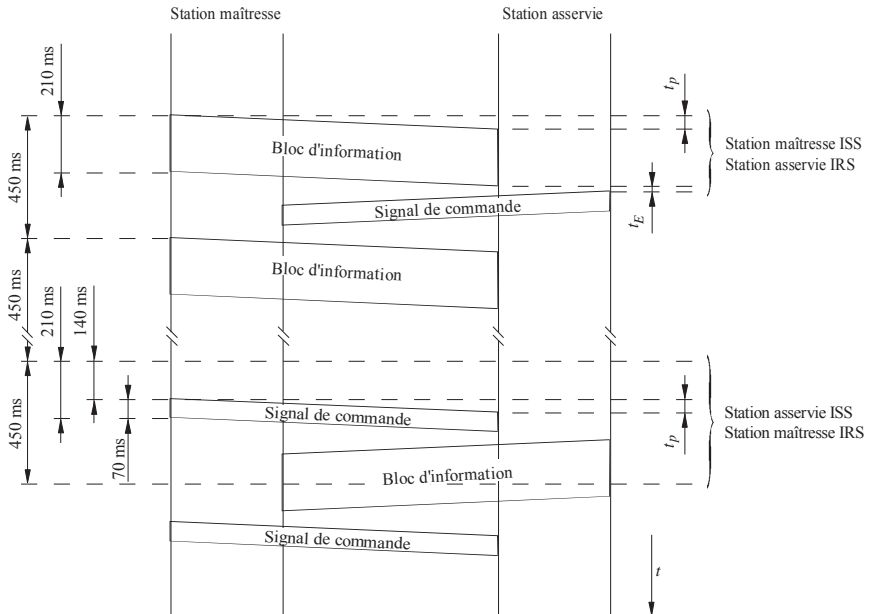 Station maîtresse
Station asservie
210 ms
450 ms
t_p
Bloc d'information
Station maîtresse ISS
Station asservie IRS
Signal de commande
t_E
450 ms
Bloc d'information
210 ms
140 ms
450 ms
70 ms
Signal de commande
t_p
Station asservie ISS
Station maîtresse IRS
Bloc d'information
Signal de commande
t